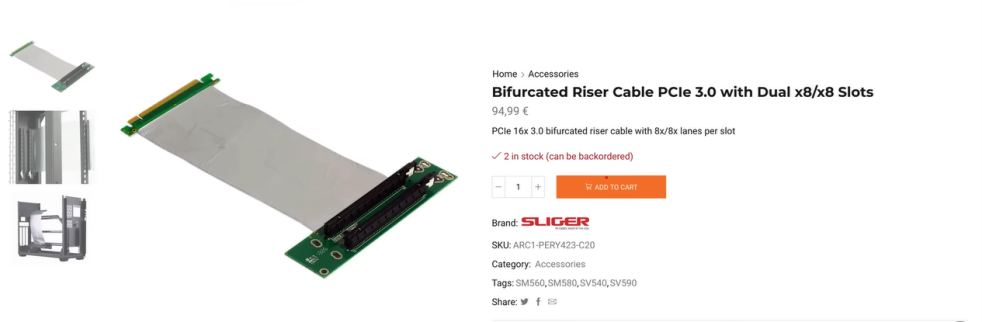 Home > Accessories
Bifurcated Riser Cable PCIe 3.0 with Dual x8/x8 Slots
94,99 €
PCIe 16x 3.0 bifurcated riser cable with 8x/8x lanes per slot
✓ 2 in stock (can be backordered)
− 1 +
ADD TO CART
Brand: SLIGER
SKU: ARC1-PERY423-C20
Category: Accessories
Tags: SM560, SM580, SV540, SV590
Share: